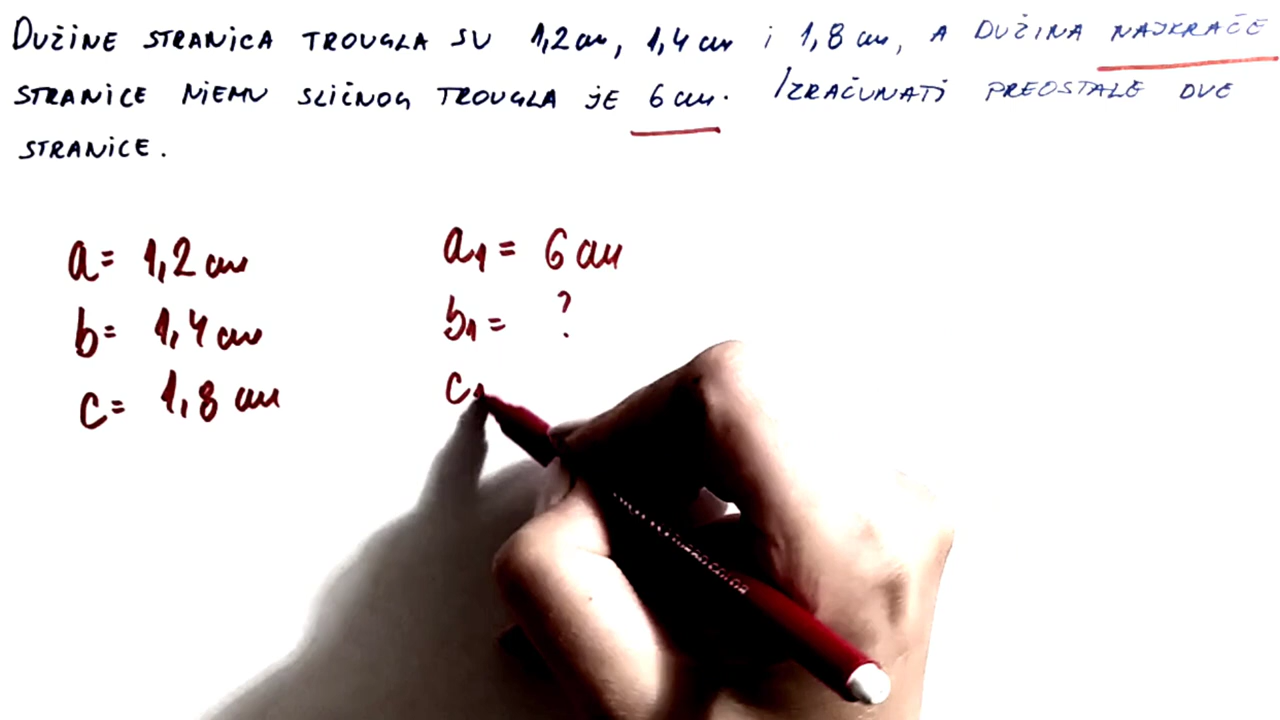 DUŽINE STRANICA TROUGLA SU 1,2 cm, 1,4 cm i 1,8 cm, A DUŽINA NAJKRAĆE
STRANICE NJEMU SLIČNOG TROUGLA JE 6 cm. IZRAČUNATI PREOSTALE DVE
STRANICE.
a = 1,2 cm
a₁ = 6 cm
b = 1,4 cm
b₁ = ?
c = 1,8 cm
c₁